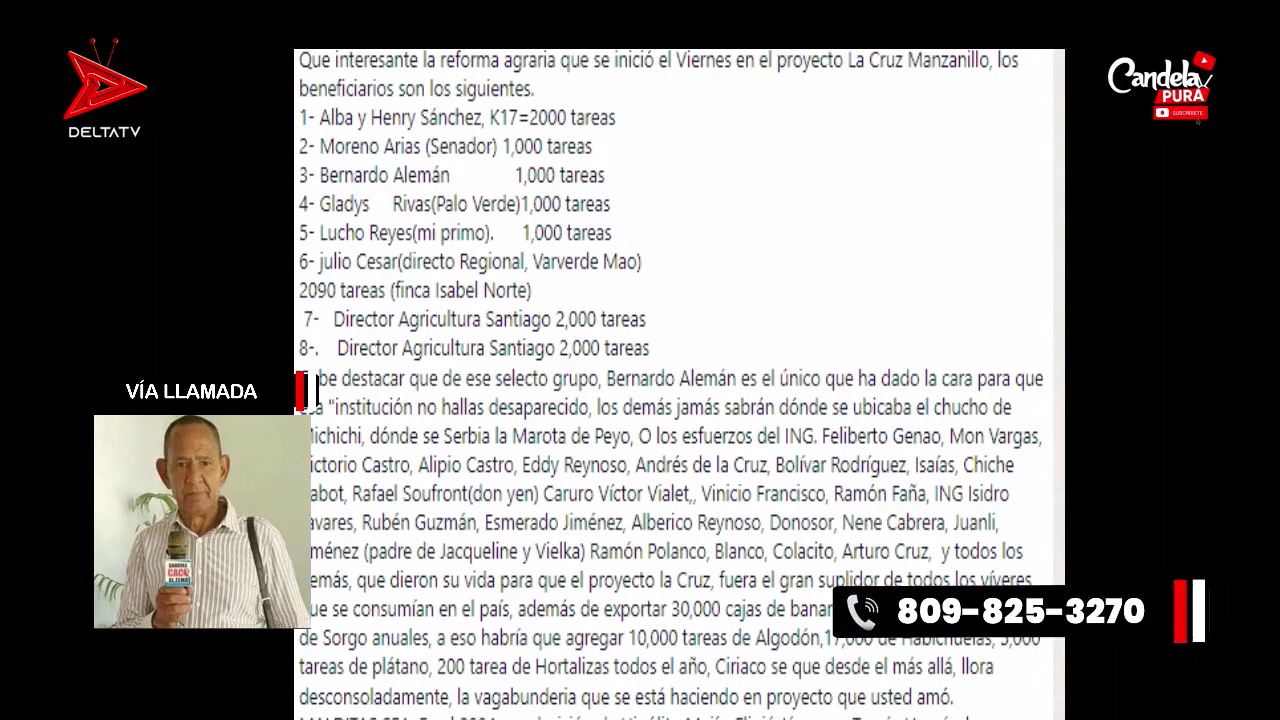 DELTATV
Candela
PURA
SUSCRÍBETE
Que interesante la reforma agraria que se inició el Viernes en el proyecto La Cruz Manzanillo, los
beneficiarios son los siguientes.
1- Alba y Henry Sánchez, K17=2000 tareas
2- Moreno Arias (Senador) 1,000 tareas
3- Bernardo Alemán 1,000 tareas
4- Gladys Rivas(Palo Verde)1,000 tareas
5- Lucho Reyes(mi primo). 1,000 tareas
6- julio Cesar(directo Regional, Varverde Mao)
2090 tareas (finca Isabel Norte)
7- Director Agricultura Santiago 2,000 tareas
8-. Director Agricultura Santiago 2,000 tareas
be destacar que de ese selecto grupo, Bernardo Alemán es el único que ha dado la cara para que
"institución no hallas desaparecido, los demás jamás sabrán dónde se ubicaba el chucho de
ichichi, dónde se Serbia la Marota de Peyo, O los esfuerzos del ING. Feliberto Genao, Mon Vargas,
ictorio Castro, Alipio Castro, Eddy Reynoso, Andrés de la Cruz, Bolívar Rodríguez, Isaías, Chiche
abot, Rafael Soufront(don yen) Caruro Víctor Vialet,, Vinicio Francisco, Ramón Faña, ING Isidro
avares, Rubén Guzmán, Esmerado Jiménez, Alberico Reynoso, Donosor, Nene Cabrera, Juanli,
ménez (padre de Jacqueline y Vielka) Ramón Polanco, Blanco, Colacito, Arturo Cruz, y todos los
emás, que dieron su vida para que el proyecto la Cruz, fuera el gran suplidor de todos los víveres
ue se consumían en el país, además de exportar 30,000 cajas de
de Sorgo anuales, a eso habría que agregar 10,000 tareas de Algodón,17,000 de Habichuelas, 5,000
tareas de plátano, 200 tarea de Hortalizas todos el año, Ciriaco se que desde el más allá, llora
desconsoladamente, la vagabunderia que se está haciendo en proyecto que usted amó.
VÍA LLAMADA
809-825-3270